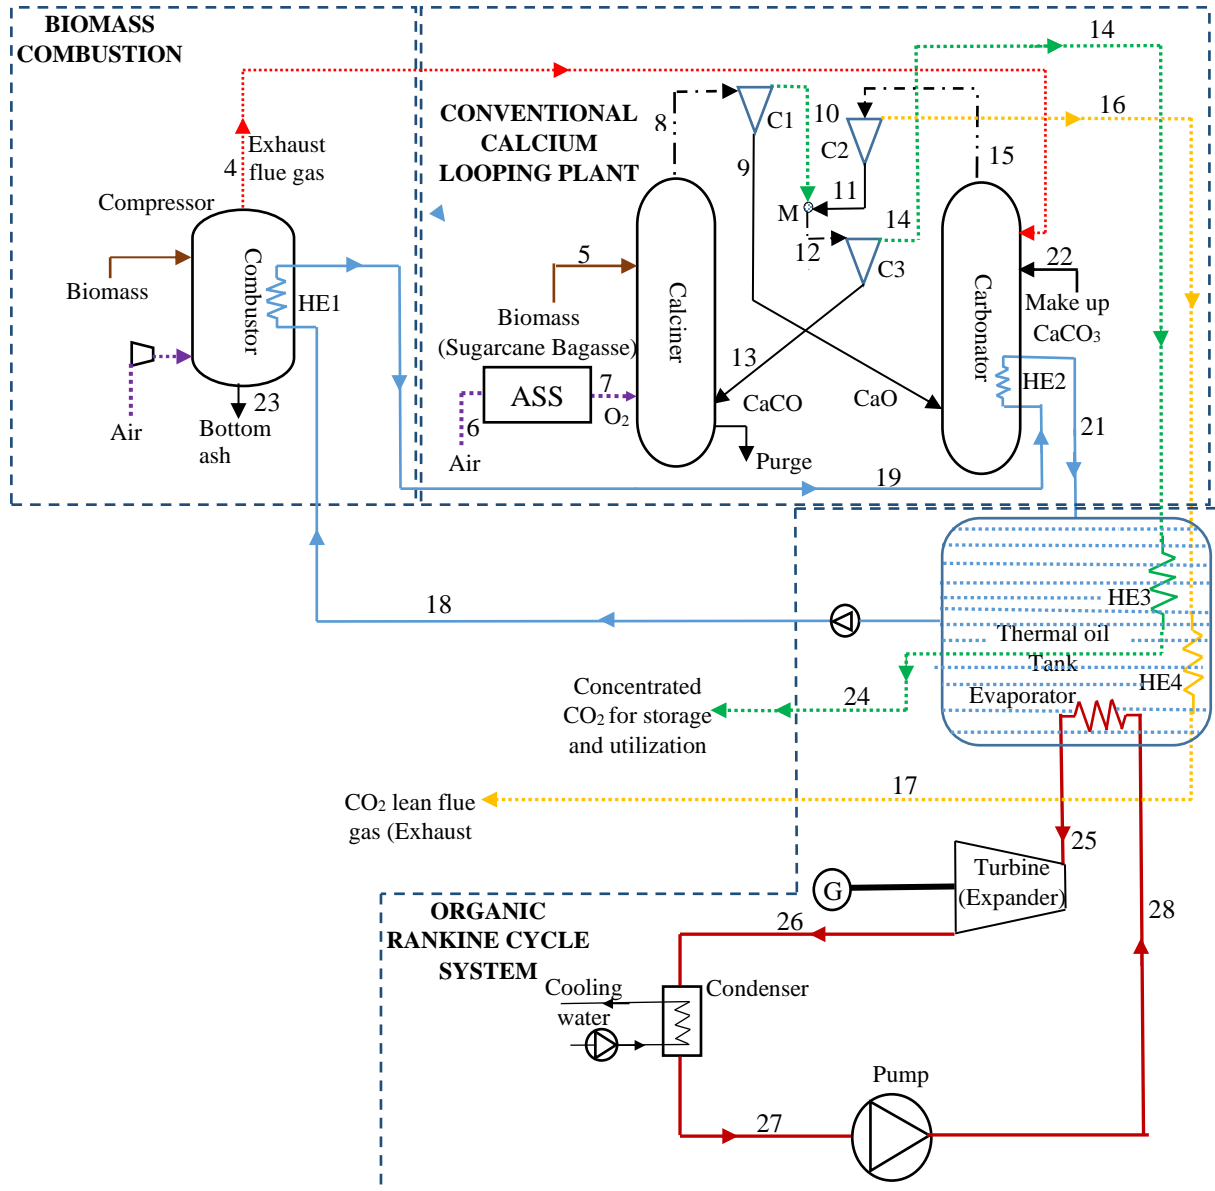 BIOMASS
COMBUSTION
14
16
CONVENTIONAL
CALCIUM
LOOPING PLANT
8
C1
10
C2
15
Exhaust
flue gas
4
9
11
Compressor
M
14
12
C3
22
5
Biomass
HE1
Combustor
Calciner
Carbonator
Make up
CaCO3
Biomass
(Sugarcane Bagasse)
13
HE2
7
ASS
O2
CaCO
CaO
23
6
Air
Bottom
ash
21
Air
Purge
19
18
HE3
Thermal oil
Tank
HE4
Evaporator
Concentrated
CO2 for storage
and utilization
24
17
CO2 lean flue
gas (Exhaust
25
Turbine
(Expander)
G
28
26
ORGANIC
RANKINE CYCLE
SYSTEM
Cooling
water
Condenser
Pump
27